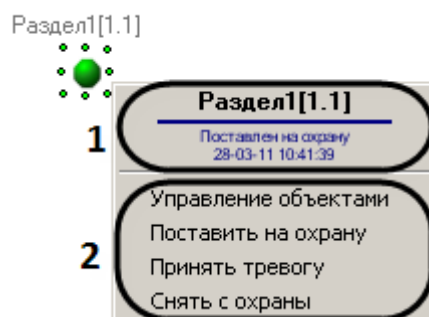 Раздел1[1.1]
Раздел1[1.1]
1
Поставлен на охрану
28-03-11 10:41:39
Управление объектами
Поставить на охрану
2
Принять тревогу
Снять с охраны